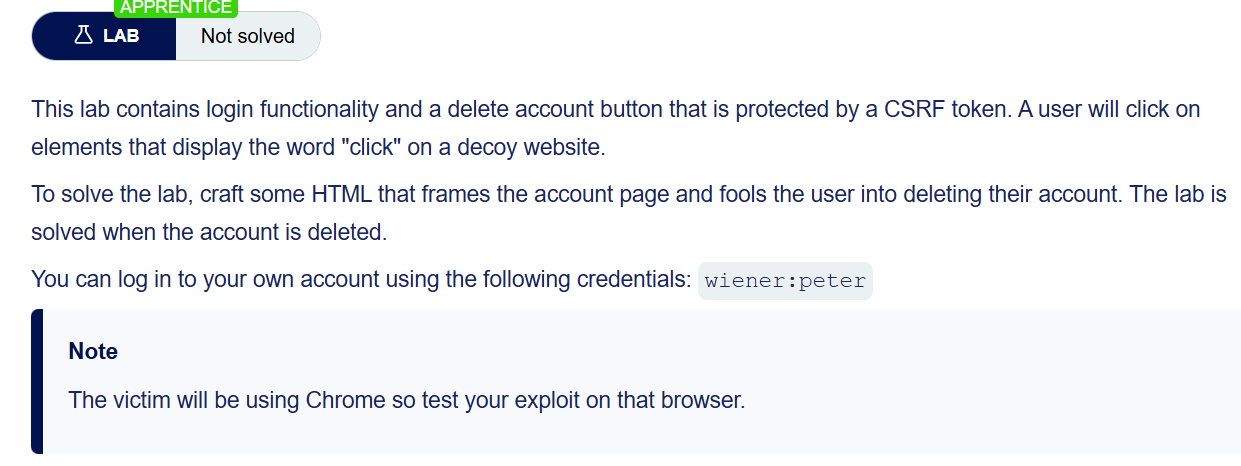 APPRENTICE
LAB Not solved
This lab contains login functionality and a delete account button that is protected by a CSRF token. A user will click on
elements that display the word "click" on a decoy website.
To solve the lab, craft some HTML that frames the account page and fools the user into deleting their account. The lab is
solved when the account is deleted.
You can log in to your own account using the following credentials: wiener:peter
Note
The victim will be using Chrome so test your exploit on that browser.